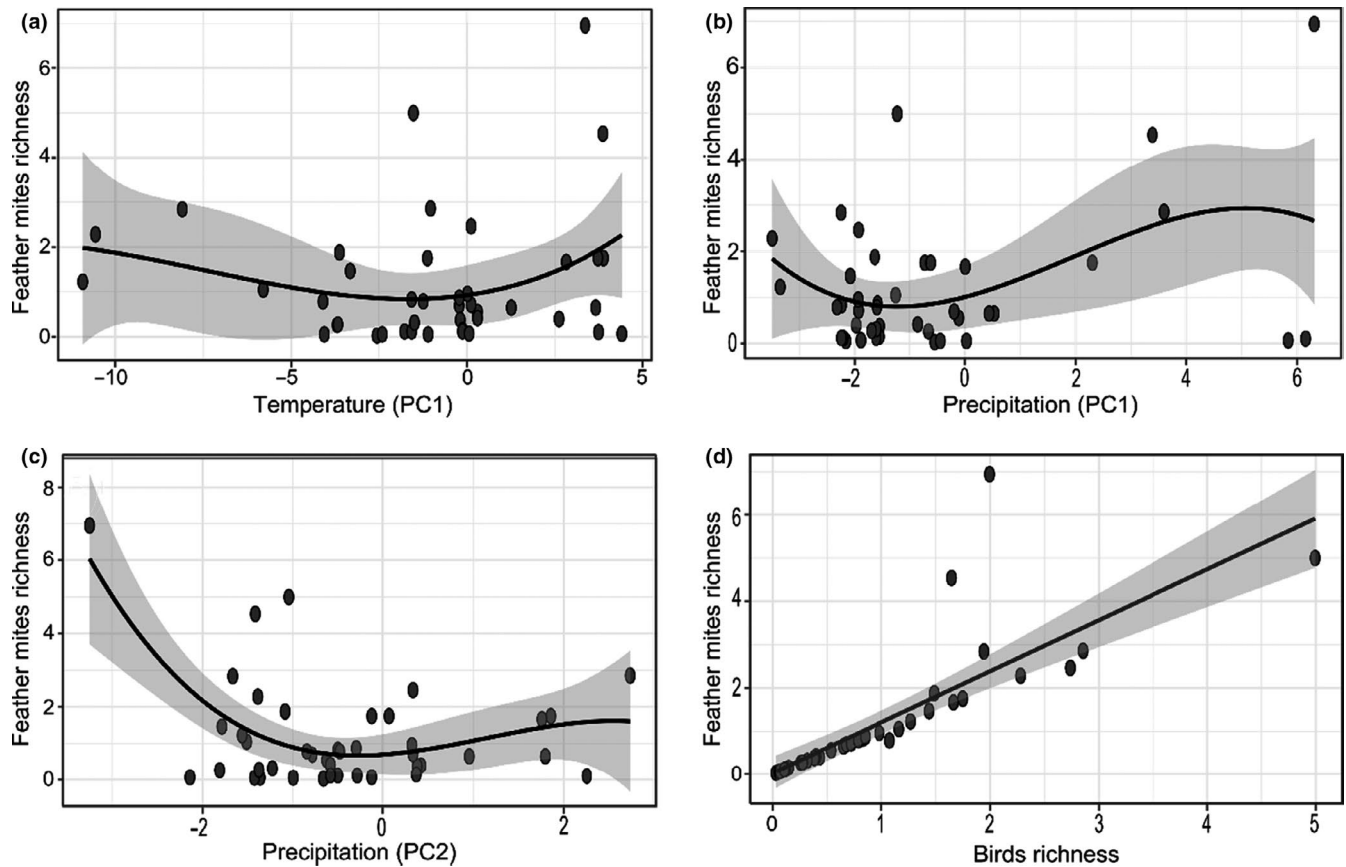 (a)
Feather mites richness
6
4
2
0
−10
−5
0
5
Temperature (PC1)
(b)
Feather mites richness
6
4
2
0
−2
0
2
4
6
Precipitation (PC1)
(c)
Feather mites richness
8
6
4
2
0
−2
0
2
Precipitation (PC2)
(d)
Feather mites richness
6
4
2
0
0
1
2
3
4
5
Birds richness